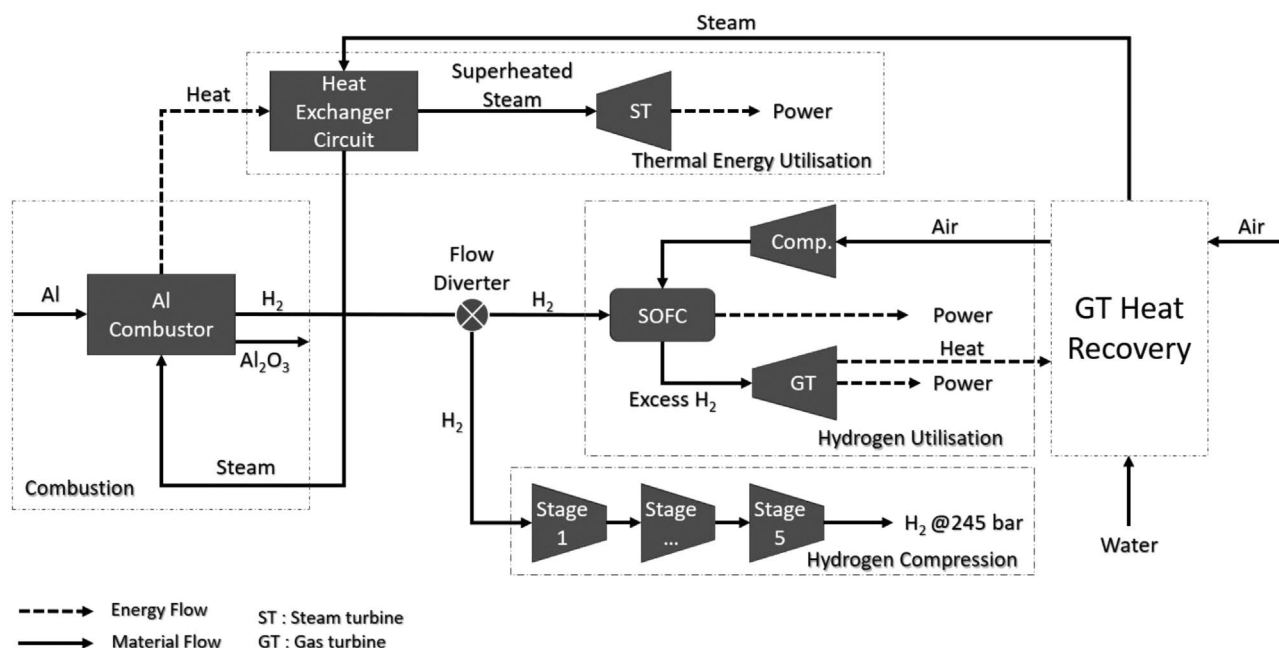 Steam
Heat
Heat
Exchanger
Circuit
Superheated
Steam
ST
Power
Thermal Energy Utilisation
Al
Al
Combustor
H₂
Al₂O₃
Steam
Combustion
Flow
Diverter
H₂
H₂
Comp.
Air
Air
SOFC
Power
Excess H₂
GT
Heat
Power
Hydrogen Utilisation
GT Heat
Recovery
Water
Stage
1
Stage
...
Stage
5
H₂ @245 bar
Hydrogen Compression
Energy Flow
ST : Steam turbine
Material Flow
GT : Gas turbine